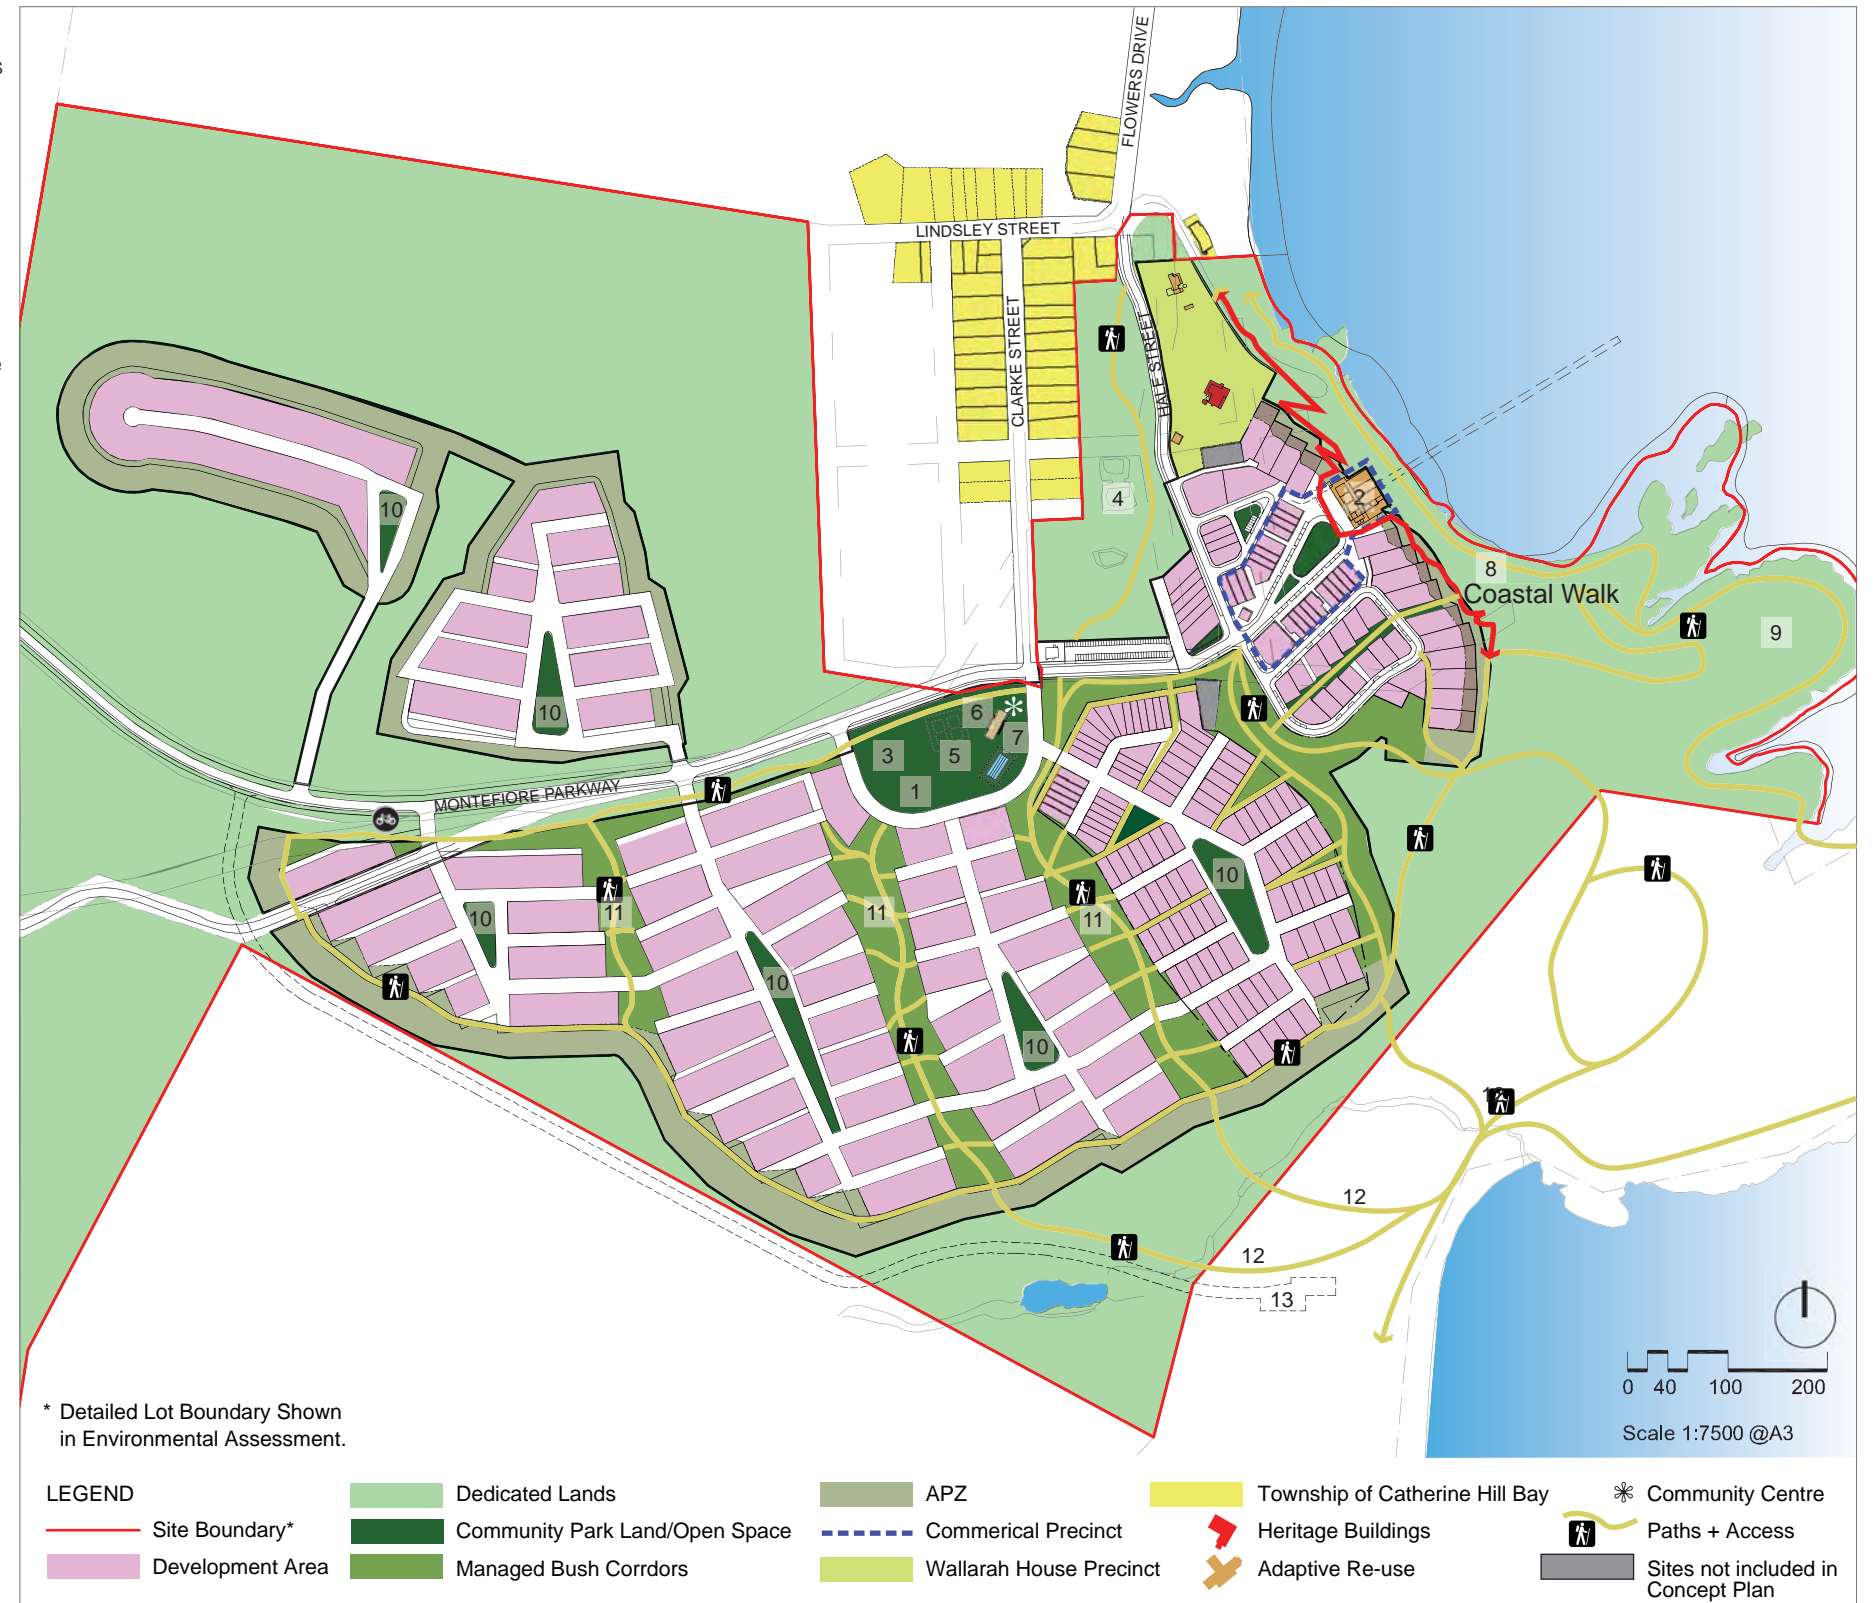 s
e
FLOWERS DRIVE
LINDSLEY STREET
CLARKE STREET
HALE STREET
4
2
8
Coastal Walk
9
10
10
6
7
3
5
1
MONTEFIORE PARKWAY
10
10
11
11
11
10
10
12
12
13
0 40 100 200
Scale 1:7500 @A3
* Detailed Lot Boundary Shown
in Environmental Assessment.
LEGEND
Site Boundary*
Development Area
Dedicated Lands
Community Park Land/Open Space
Managed Bush Corrdors
APZ
Commerical Precinct
Wallarah House Precinct
Township of Catherine Hill Bay
Heritage Buildings
Adaptive Re-use
Community Centre
Paths + Access
Sites not included in
Concept Plan